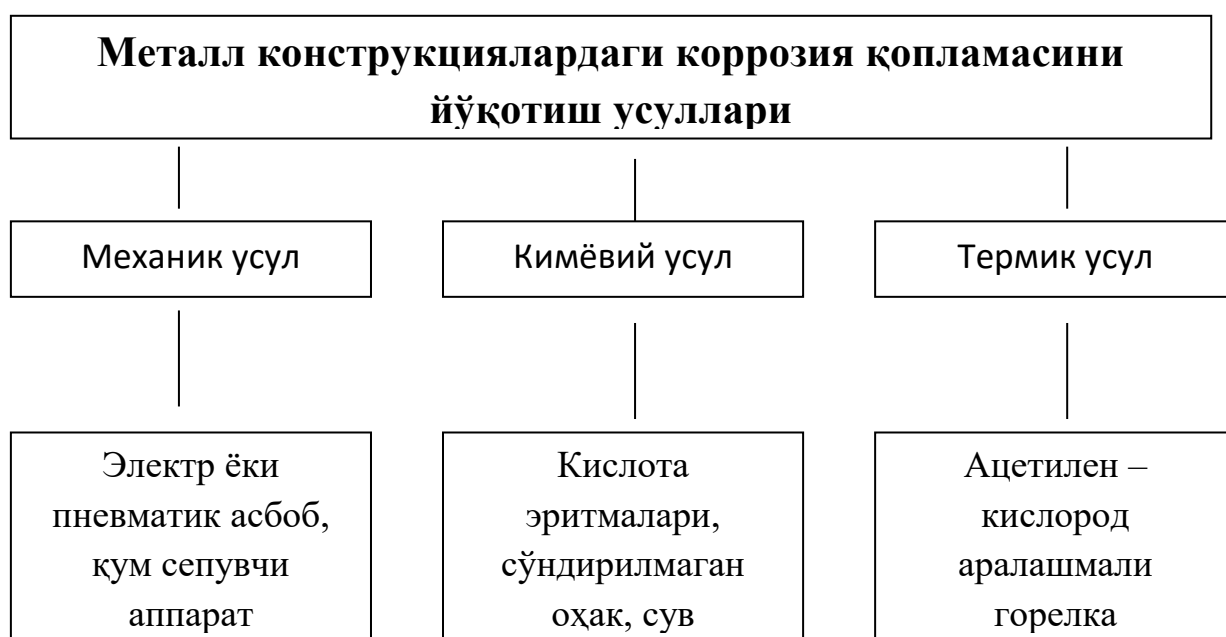 Металл конструкциялардаги коррозия қопламасини
йўқотиш усуллари
Механик усул
Кимёвий усул
Термик усул
Электр ёки
пневматик асбоб,
қум сепувчи
аппарат
Кислота
эритмалари,
сўндирилмаган
оҳак, сув
Ацетилен –
кислород
аралашмали
горелка